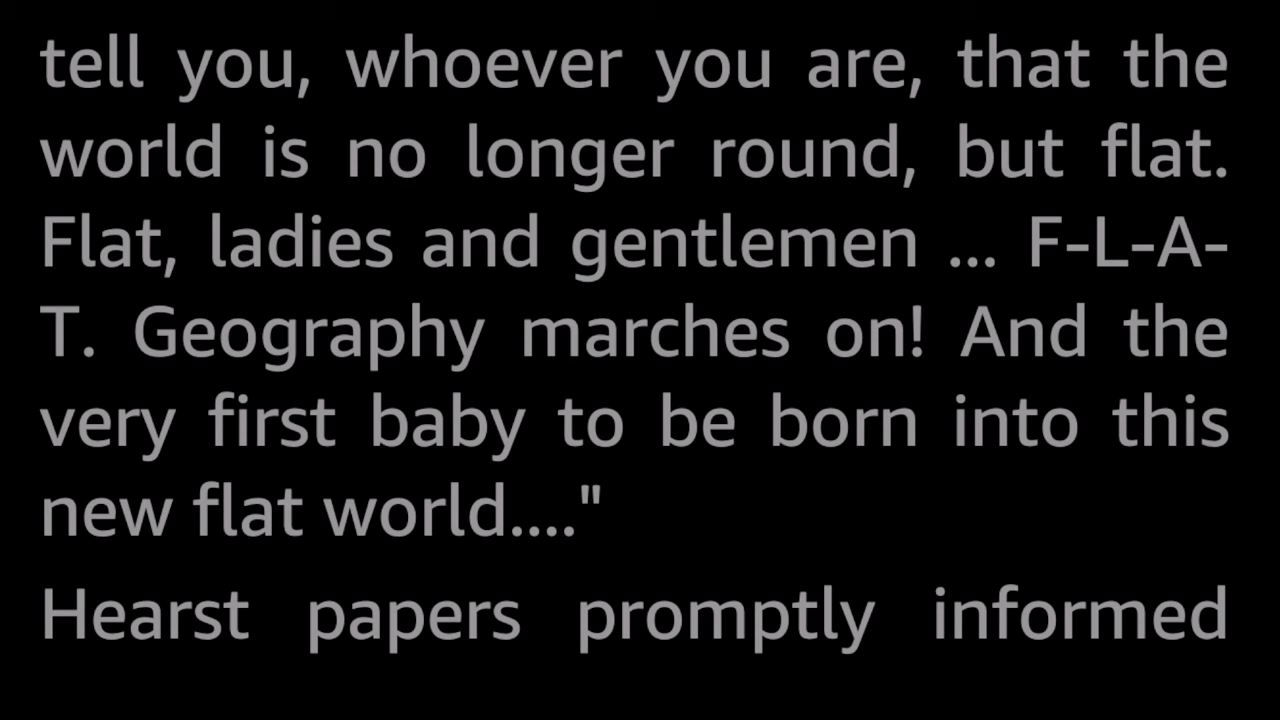 tell you, whoever you are, that the
world is no longer round, but flat.
Flat, ladies and gentlemen ... F-L-A-
T. Geography marches on! And the
very first baby to be born into this
new flat world...."
Hearst papers promptly informed